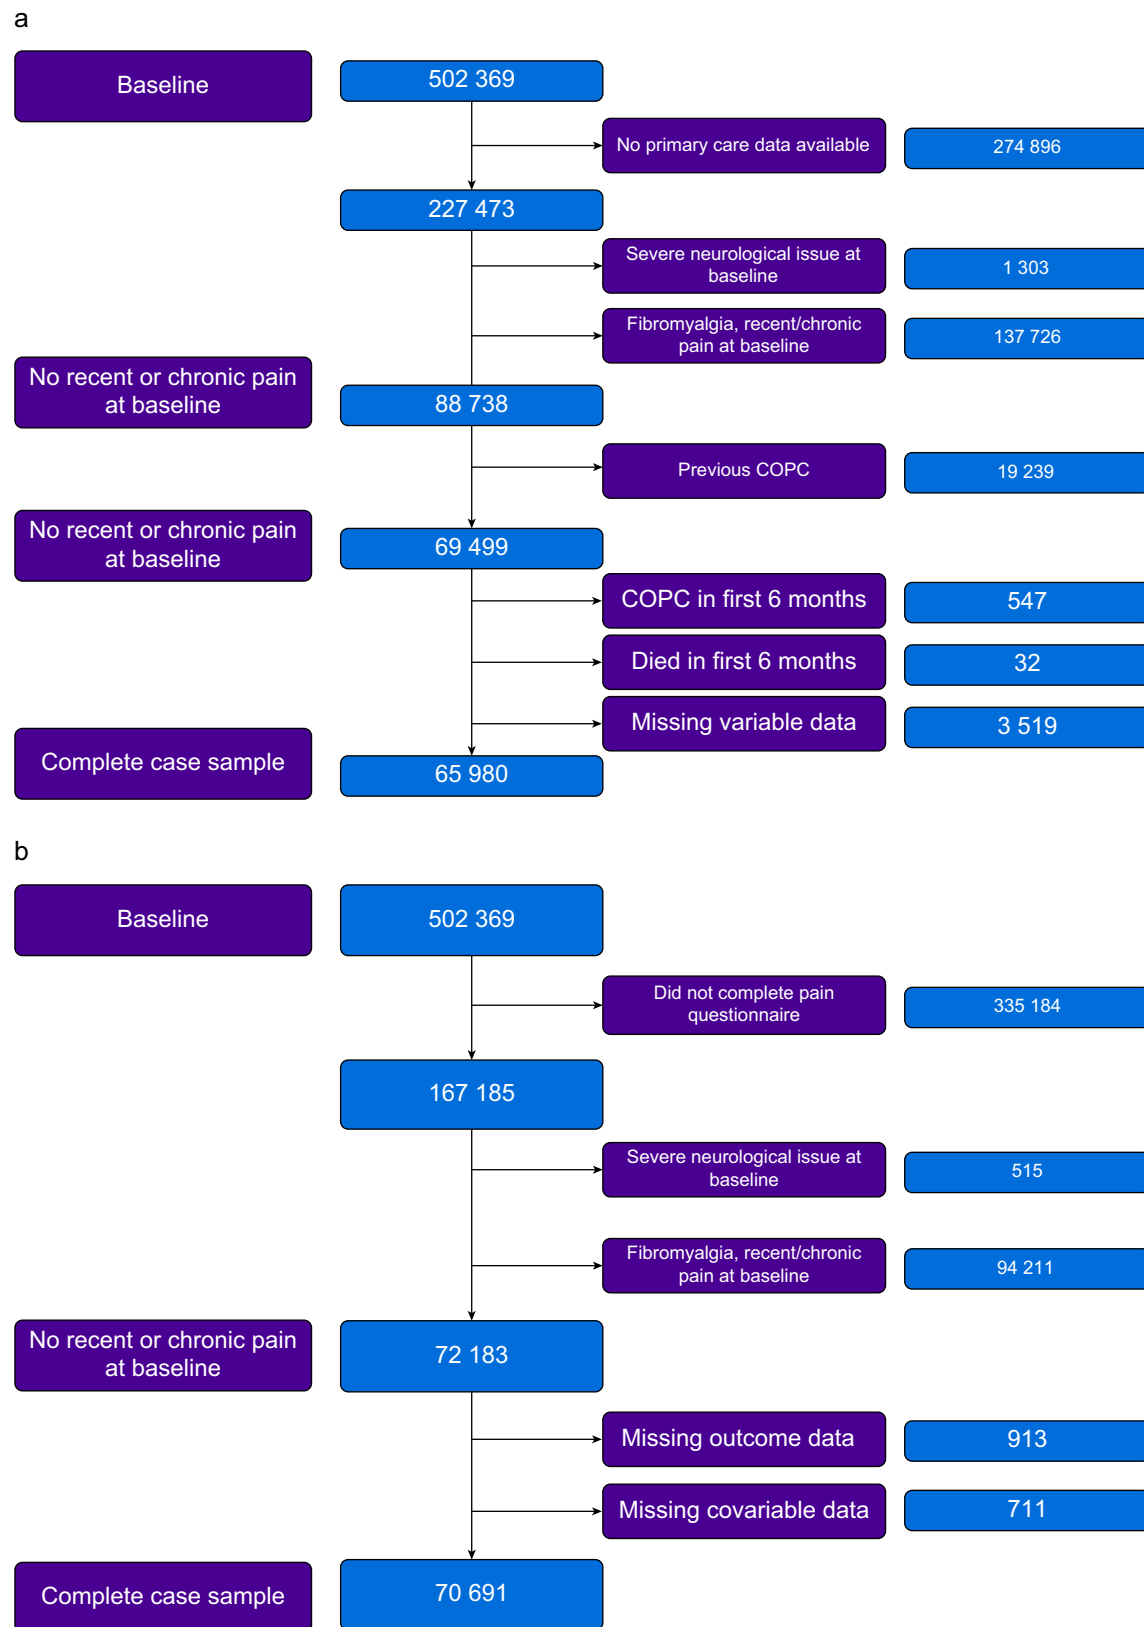 a
Baseline
502 369
No primary care data available
274 896
227 473
Severe neurological issue at
baseline
1 303
Fibromyalgia, recent/chronic
pain at baseline
137 726
No recent or chronic pain
at baseline
88 738
Previous COPC
19 239
No recent or chronic pain
at baseline
69 499
COPC in first 6 months
547
Died in first 6 months
32
Missing variable data
3 519
Complete case sample
65 980
b
Baseline
502 369
Did not complete pain
questionnaire
335 184
167 185
Severe neurological issue at
baseline
515
Fibromyalgia, recent/chronic
pain at baseline
94 211
No recent or chronic pain
at baseline
72 183
Missing outcome data
913
Missing covariable data
711
Complete case sample
70 691